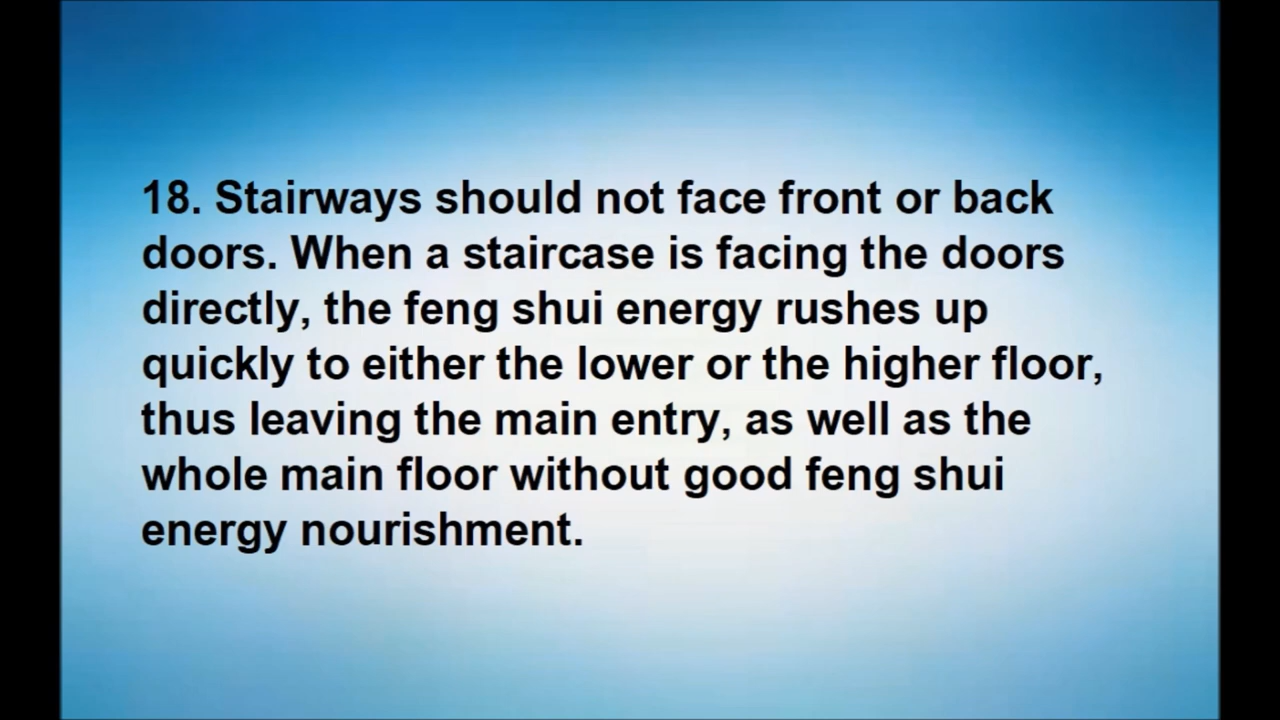 18. Stairways should not face front or back
doors. When a staircase is facing the doors
directly, the feng shui energy rushes up
quickly to either the lower or the higher floor,
thus leaving the main entry, as well as the
whole main floor without good feng shui
energy nourishment.